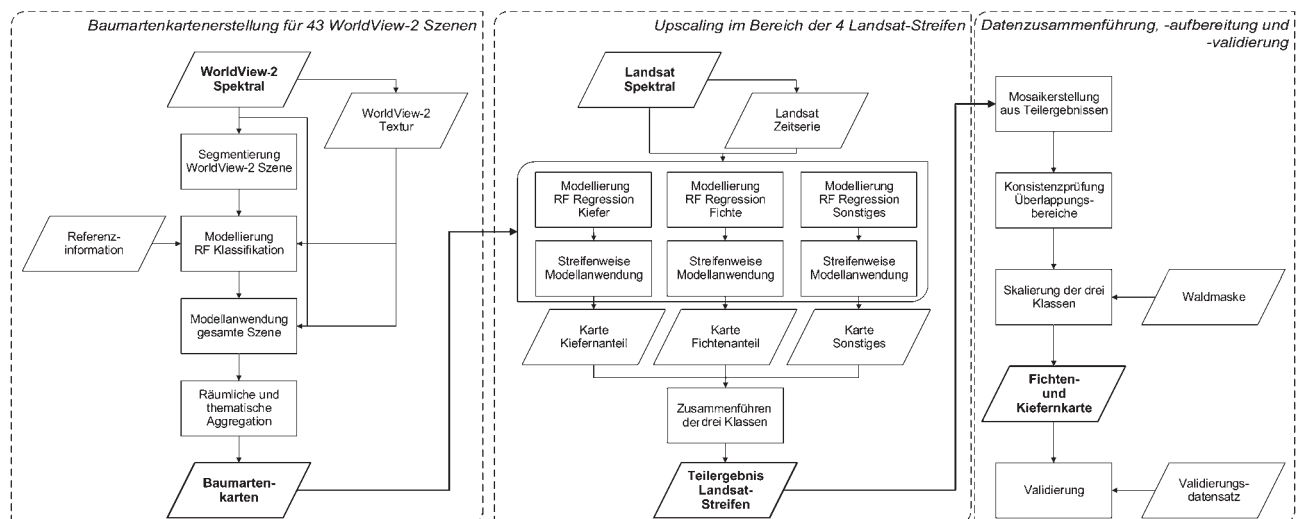 Baumartenkartenerstellung für 43 WorldView-2 Szenen
WorldView-2
Spektral
WorldView-2
Textur
Segmentierung
WorldView-2 Szene
Referenz-
information
Modellierung
RF Klassifikation
Modellanwendung
gesamte Szene
Räumliche und
thematische
Aggregation
Baumarten-
karten
Upscaling im Bereich der 4 Landsat-Streifen
Landsat
Spektral
Landsat
Zeitserie
Modellierung
RF Regression
Kiefer
Modellierung
RF Regression
Fichte
Modellierung
RF Regression
Sonstiges
Streifenweise
Modellanwendung
Streifenweise
Modellanwendung
Streifenweise
Modellanwendung
Karte
Kiefernanteil
Karte
Fichtenanteil
Karte
Sonstiges
Zusammenführen
der drei Klassen
Teilergebnis
Landsat-
Streifen
Datenzusammenführung, -aufbereitung und
-validierung
Mosaikerstellung
aus Teilergebnissen
Konsistenzprüfung
Überlappungs-
bereiche
Skalierung der drei
Klassen
Waldmaske
Fichten-
und
Kiefernkarte
Validierung
Validierungs-
datensatz